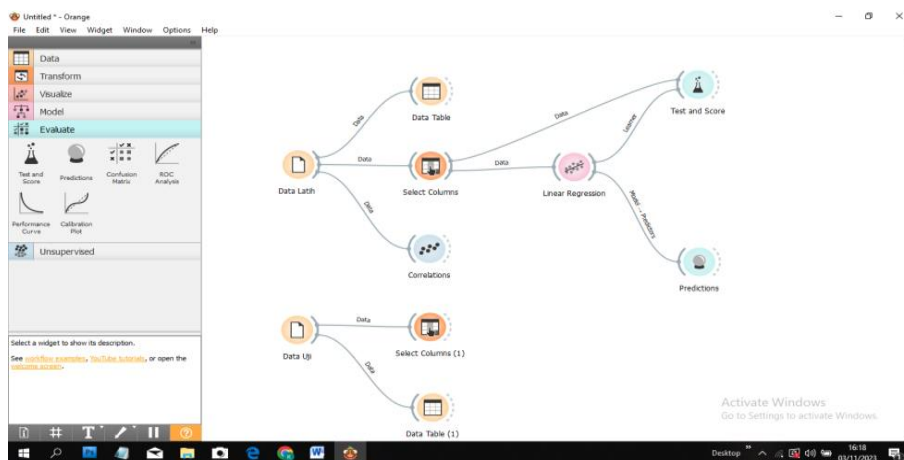 Untitled * - Orange
File Edit View Widget Window Options Help
Data
Transform
Visualize
Model
Evaluate
Test and Score
Predictions
Confusion Matrix
ROC Analysis
Performance Curve
Calibration Plot
Unsupervised
Select a widget to show its description.
See workflow examples, YouTube tutorials, or open the
welcome screen.
Data Latih
Data
Data
Data
Data Table
Select Columns
Correlations
Data
Data
Linear Regression
Learner
Model → Predictors
Test and Score
Predictions
Data Uji
Data
Data
Select Columns (1)
Data Table (1)
Activate Windows
Go to Settings to activate Windows.
Desktop
16:18
03/11/2023